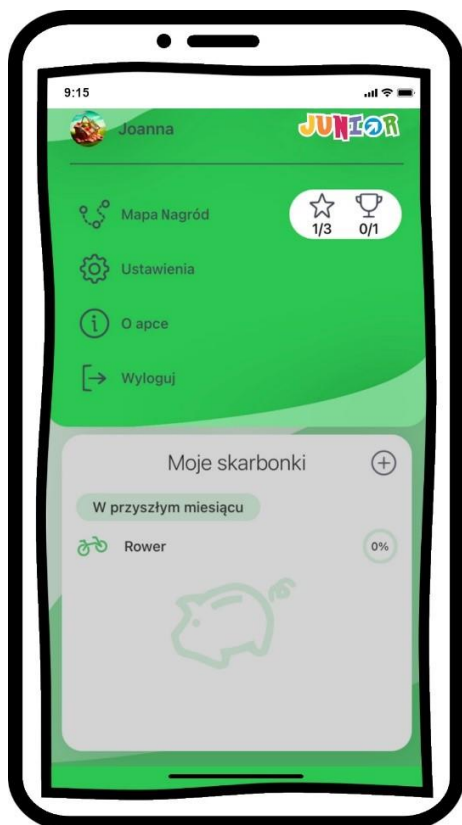 9:15
Joanna
JUNIOR
Mapa Nagród
1/3
0/1
Ustawienia
O apce
Wyloguj
Moje skarbonki
W przyszłym miesiącu
Rower
0%